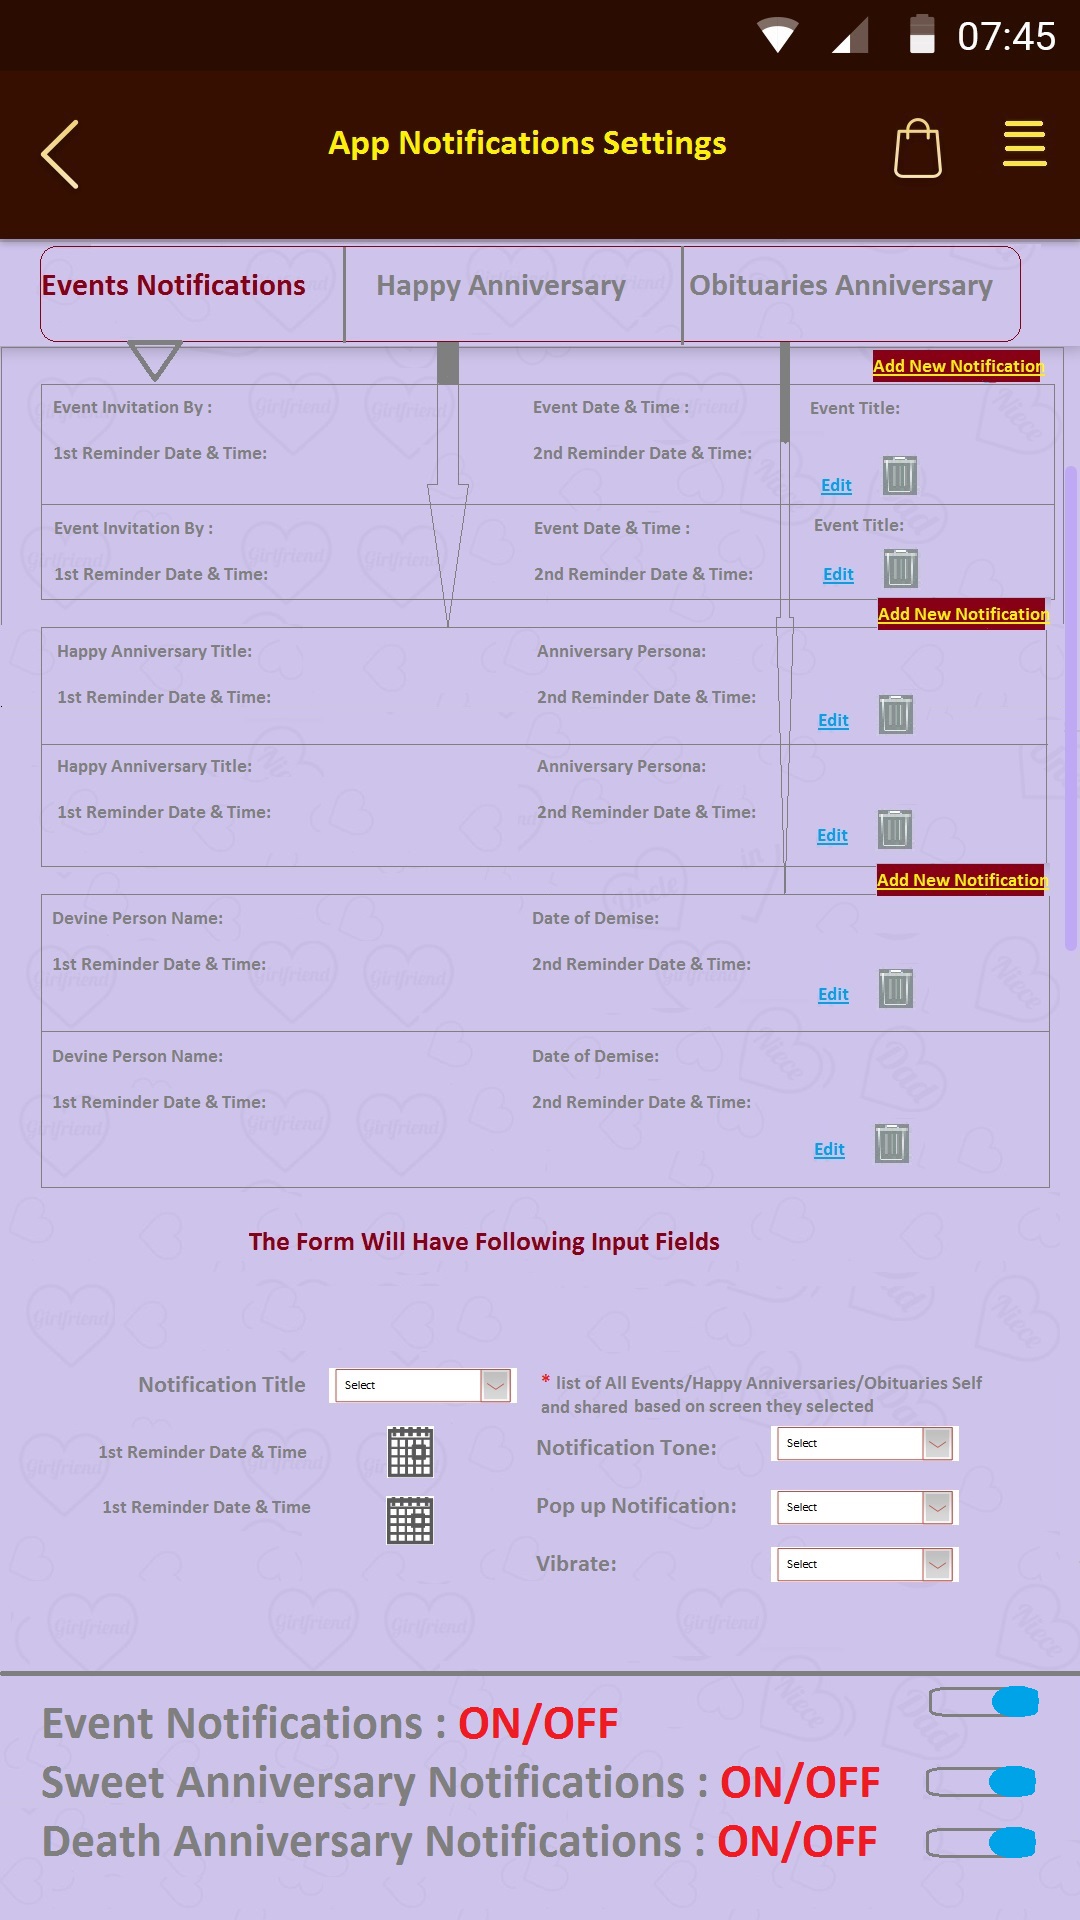 07:45
App Notifications Settings
Events Notifications Happy Anniversary Obituaries Anniversary
Add New Notification
Event Invitation By : Event Date & Time : Event Title:
1st Reminder Date & Time: 2nd Reminder Date & Time:
Edit
Event Invitation By : Event Date & Time : Event Title:
1st Reminder Date & Time: 2nd Reminder Date & Time: Edit
Add New Notification
Happy Anniversary Title: Anniversary Persona:
1st Reminder Date & Time: 2nd Reminder Date & Time:
Edit
Happy Anniversary Title: Anniversary Persona:
1st Reminder Date & Time: 2nd Reminder Date & Time:
Edit
Add New Notification
Devine Person Name: Date of Demise:
1st Reminder Date & Time: 2nd Reminder Date & Time:
Edit
Devine Person Name: Date of Demise:
1st Reminder Date & Time: 2nd Reminder Date & Time:
Edit
The Form Will Have Following Input Fields
Notification Title Select * list of All Events/Happy Anniversaries/Obituaries Self
and shared based on screen they selected
1st Reminder Date & Time Notification Tone: Select
1st Reminder Date & Time Pop up Notification: Select
Vibrate: Select
Event Notifications : ON/OFF
Sweet Anniversary Notifications : ON/OFF
Death Anniversary Notifications : ON/OFF